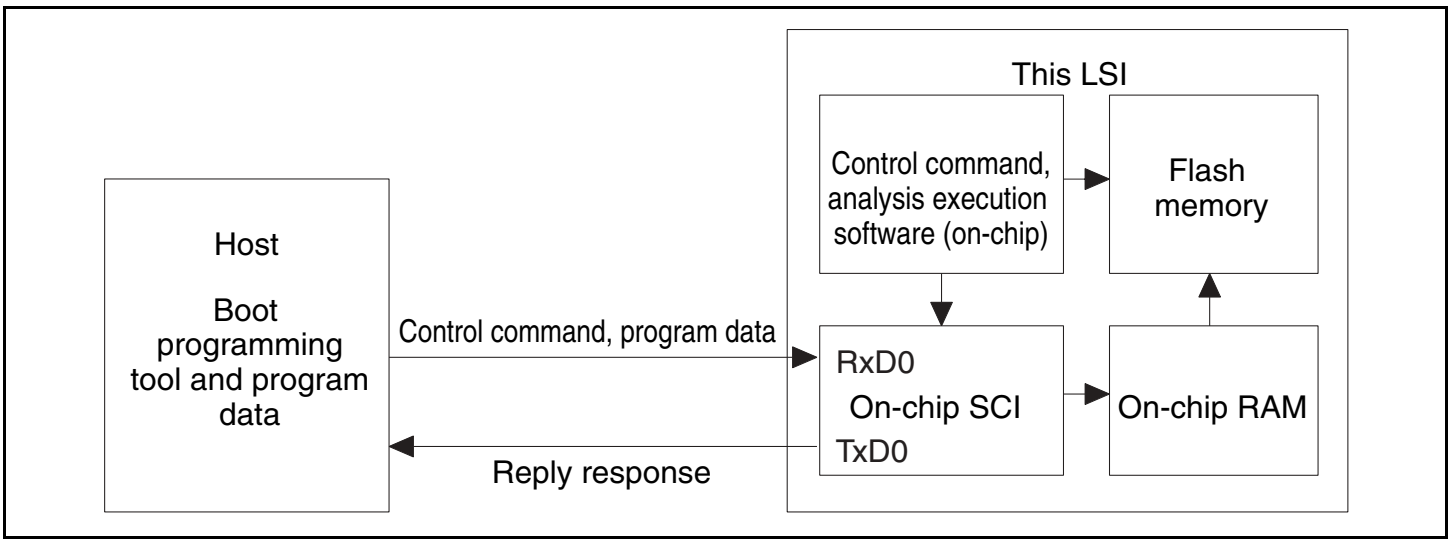 This LSI
Control command,
analysis execution
software (on-chip)
Flash
memory
Host
Boot
programming
tool and program
data
Control command, program data
Reply response
RxD0
On-chip SCI
TxD0
On-chip RAM